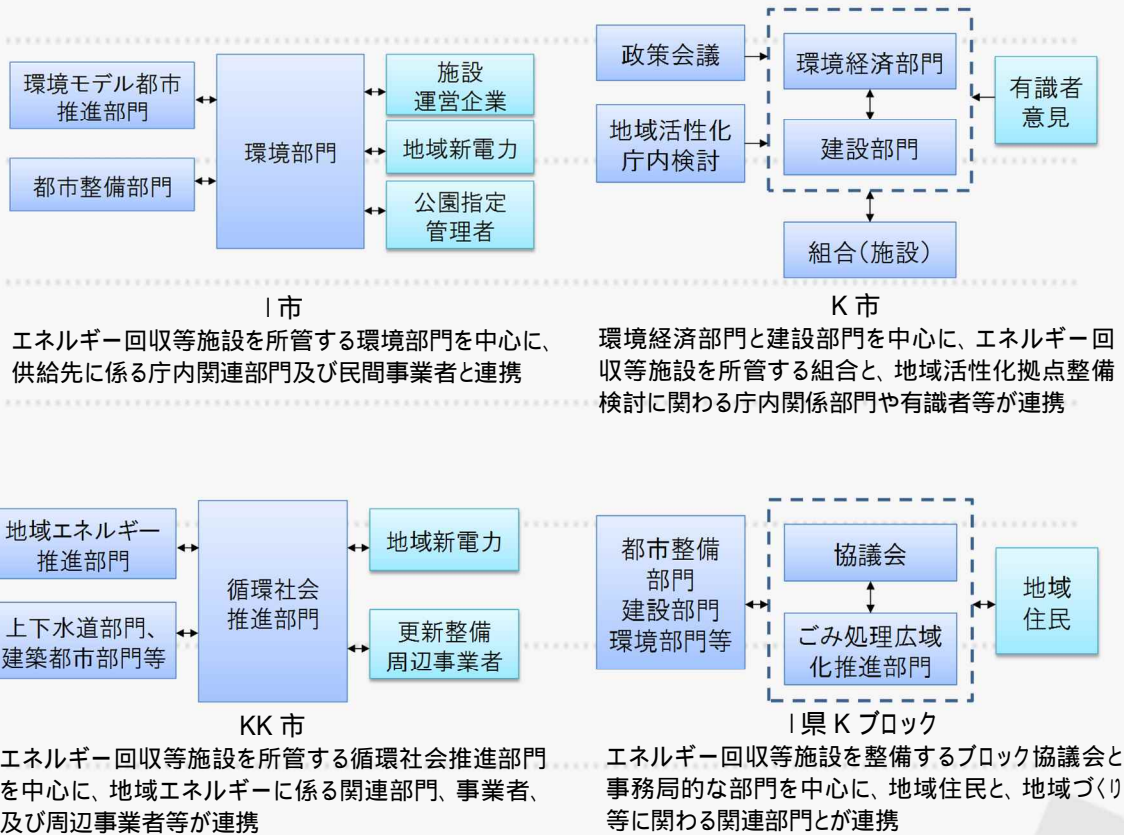 環境モデル都市
推進部門
都市整備部門
環境部門
施設
運営企業
地域新電力
公園指定
管理者
I市
エネルギー回収等施設を所管する環境部門を中心に、
供給先に係る庁内関連部門及び民間事業者と連携
政策会議
地域活性化
庁内検討
環境経済部門
建設部門
有識者
意見
組合（施設）
K市
環境経済部門と建設部門を中心に、エネルギー回
収等施設を所管する組合と、地域活性化拠点整備
検討に関わる庁内関係部門や有識者等が連携
地域エネルギー
推進部門
上下水道部門、
建築都市部門等
循環社会
推進部門
地域新電力
更新整備
周辺事業者
KK市
エネルギー回収等施設を所管する循環社会推進部門
を中心に、地域エネルギーに係る関連部門、事業者、
及び周辺事業者等が連携
都市整備
部門
建設部門
環境部門等
協議会
ごみ処理広域
化推進部門
地域
住民
I県Kブロック
エネルギー回収等施設を整備するブロック協議会と
事務局的な部門を中心に、地域住民と、地域づくり
等に関わる関連部門とが連携